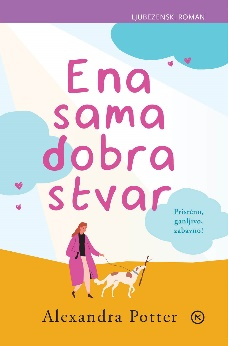 LJUBEZENSKI ROMAN
Ena
sama
dobra
stvar
Prisrčno,
ganljivo,
zabavno!
Alexandra Potter